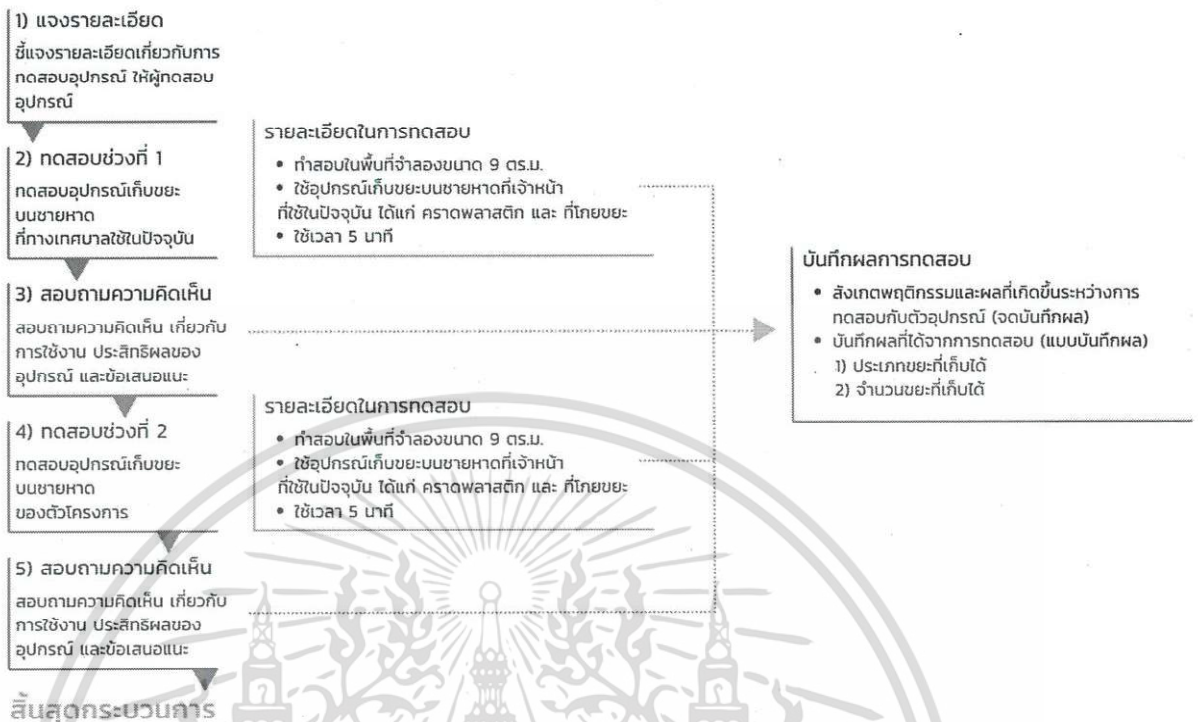 1) แจงรายละเอียด
ชี้แจงรายละเอียดเกี่ยวกับการ
ทดสอบอุปกรณ์ ให้ผู้ทดสอบ
อุปกรณ์
2) ทดสอบช่วงที่ 1
ทดสอบอุปกรณ์เก็บขยะ
บนชายหาด
ที่ทางเทศบาลใช้ในปัจจุบัน
รายละเอียดในการทดสอบ
• ทำสอบในพื้นที่จำลองขนาด 9 ตร.ม.
• ใช้อุปกรณ์เก็บขยะบนชายหาดที่เจ้าหน้า
ที่ใช้ในปัจจุบัน ได้แก่ คราดพลาสติก และ ที่โกยขยะ
• ใช้เวลา 5 นาที
3) สอบถามความคิดเห็น
สอบถามความคิดเห็น เกี่ยวกับ
การใช้งาน ประสิทธิผลของ
อุปกรณ์ และข้อเสนอแนะ
บันทึกผลการทดสอบ
• สังเกตพฤติกรรมและผลที่เกิดขึ้นระหว่างการ
ทดสอบกับตัวอุปกรณ์ (จดบันทึกผล)
• บันทึกผลที่ได้จากการทดสอบ (แบบบันทึกผล)
1) ประเภทขยะที่เก็บได้
2) จำนวนขยะที่เก็บได้
4) ทดสอบช่วงที่ 2
ทดสอบอุปกรณ์เก็บขยะ
บนชายหาด
ของตัวโครงการ
รายละเอียดในการทดสอบ
• ทำสอบในพื้นที่จำลองขนาด 9 ตร.ม.
• ใช้อุปกรณ์เก็บขยะบนชายหาดที่เจ้าหน้า
ที่ใช้ในปัจจุบัน ได้แก่ คราดพลาสติก และ ที่โกยขยะ
• ใช้เวลา 5 นาที
5) สอบถามความคิดเห็น
สอบถามความคิดเห็น เกี่ยวกับ
การใช้งาน ประสิทธิผลของ
อุปกรณ์ และข้อเสนอแนะ
สิ้นสุดกระบวนการ